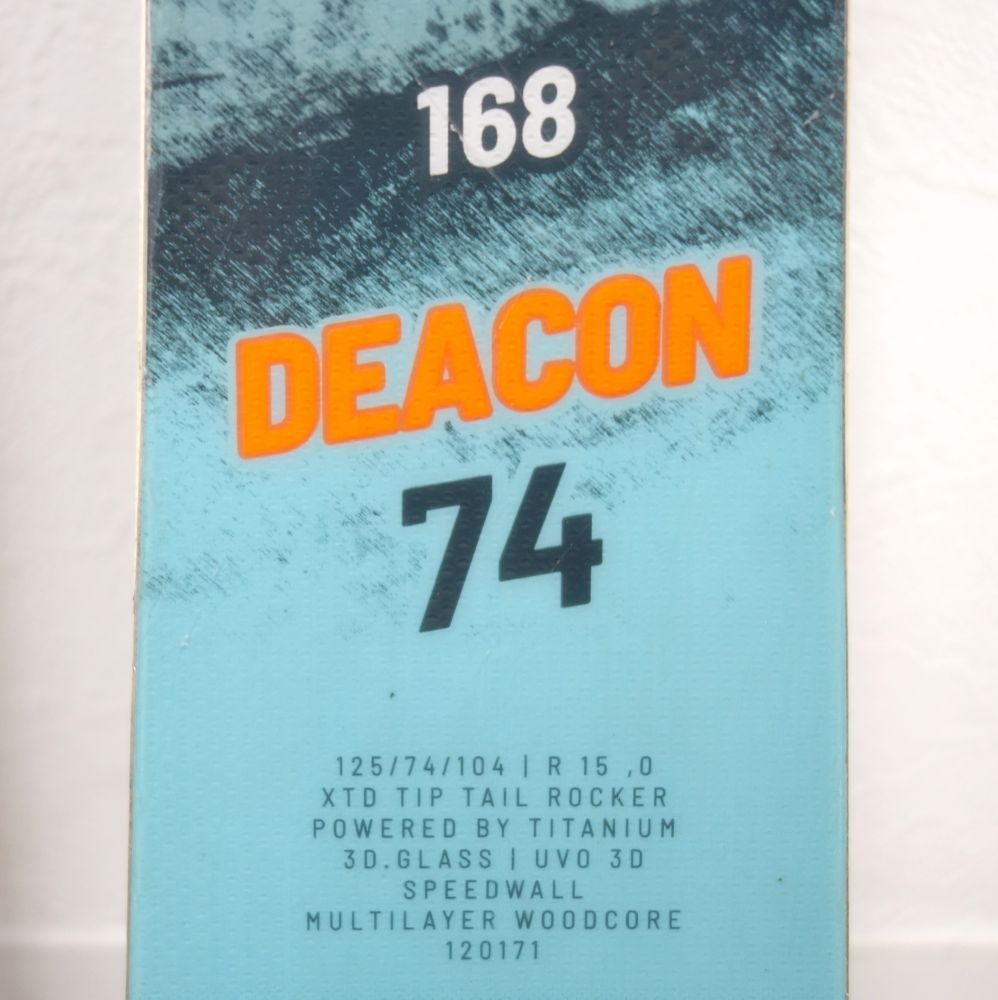 168
DEACON
74
125/74/104 | R 15 ,0
XTD TIP TAIL ROCKER
POWERED BY TITANIUM
3D.GLASS | UVO 3D
SPEEDWALL
MULTILAYER WOODCORE
120171